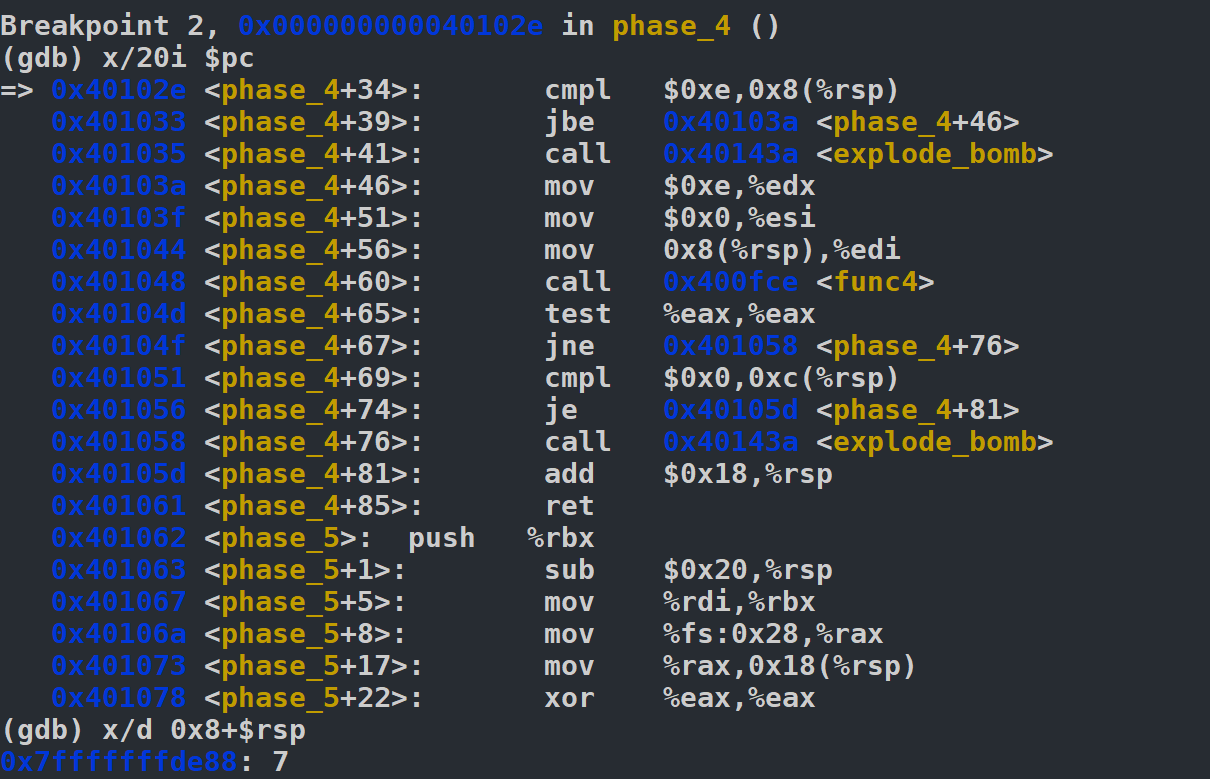 Breakpoint 2, 0x000000000040102e in phase_4 ()
(gdb) x/20i $pc
=> 0x40102e <phase_4+34>:        cmpl   $0xe,0x8(%rsp)
   0x401033 <phase_4+39>:        jbe    0x40103a <phase_4+46>
   0x401035 <phase_4+41>:        call   0x40143a <explode_bomb>
   0x40103a <phase_4+46>:        mov    $0xe,%edx
   0x40103f <phase_4+51>:        mov    $0x0,%esi
   0x401044 <phase_4+56>:        mov    0x8(%rsp),%edi
   0x401048 <phase_4+60>:        call   0x400fce <func4>
   0x40104d <phase_4+65>:        test   %eax,%eax
   0x40104f <phase_4+67>:        jne    0x401058 <phase_4+76>
   0x401051 <phase_4+69>:        cmpl   $0x0,0xc(%rsp)
   0x401056 <phase_4+74>:        je     0x40105d <phase_4+81>
   0x401058 <phase_4+76>:        call   0x40143a <explode_bomb>
   0x40105d <phase_4+81>:        add    $0x18,%rsp
   0x401061 <phase_4+85>:        ret
   0x401062 <phase_5>:  push   %rbx
   0x401063 <phase_5+1>:        sub    $0x20,%rsp
   0x401067 <phase_5+5>:        mov    %rdi,%rbx
   0x40106a <phase_5+8>:        mov    %fs:0x28,%rax
   0x401073 <phase_5+17>:       mov    %rax,0x18(%rsp)
   0x401078 <phase_5+22>:       xor    %eax,%eax
(gdb) x/d 0x8+$rsp
0x7fffffffde88: 7